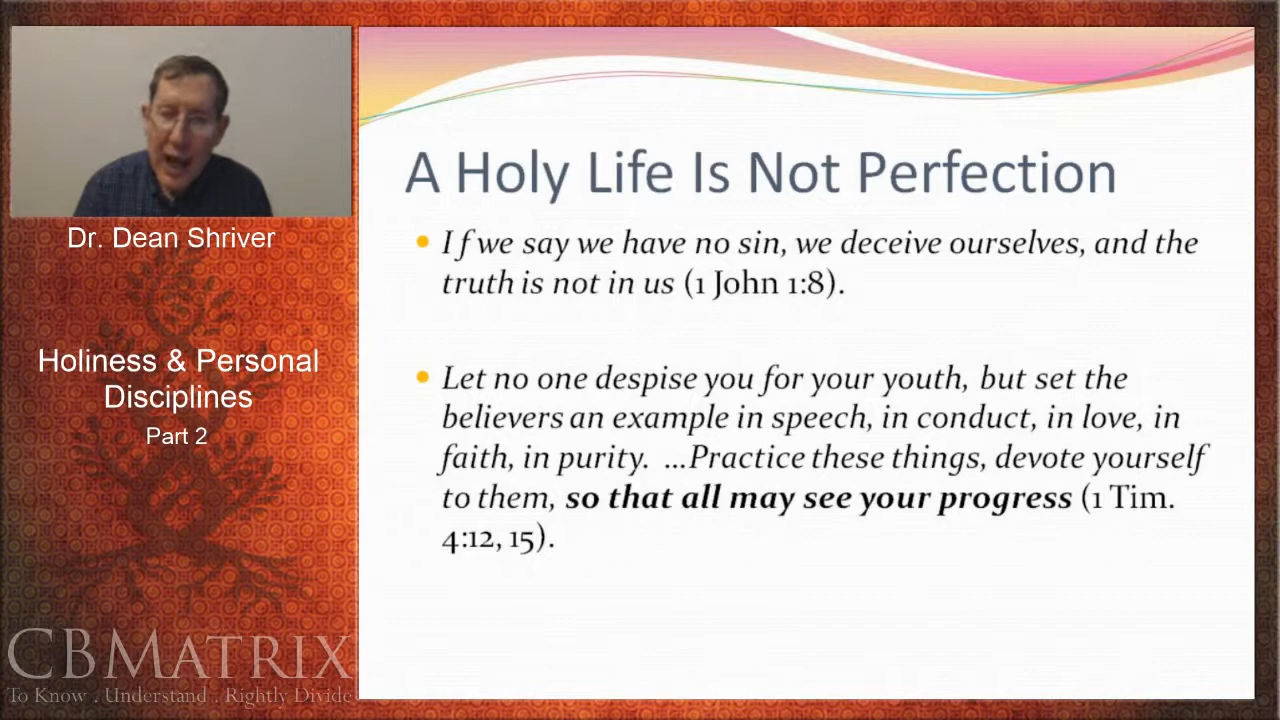 Dr. Dean Shriver
Holiness & Personal
Disciplines
Part 2
CBMATRIX
To Know . Understand . Rightly Divide
A Holy Life Is Not Perfection
• I f we say we have no sin, we deceive ourselves, and the
truth is not in us (1 John 1:8).
• Let no one despise you for your youth, but set the
believers an example in speech, in conduct, in love, in
faith, in purity. ...Practice these things, devote yourself
to them, so that all may see your progress (1 Tim.
4:12, 15).